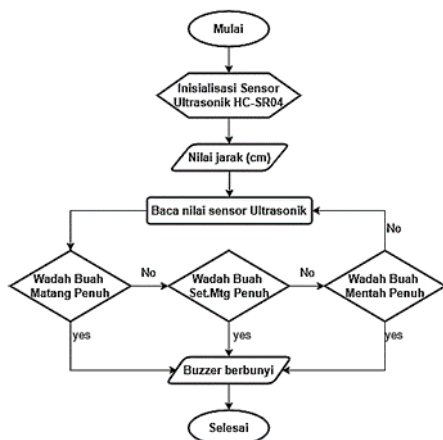 Mulai
Inisialisasi Sensor
Ultrasonik HC-SR04
Nilai jarak (cm)
Baca nilai sensor Ultrasonik
No
Wadah Buah
Matang Penuh
No
Wadah Buah
Set.Mtg Penuh
No
Wadah Buah
Mentah Penuh
yes
yes
yes
Buzzer berbunyi
Selesai